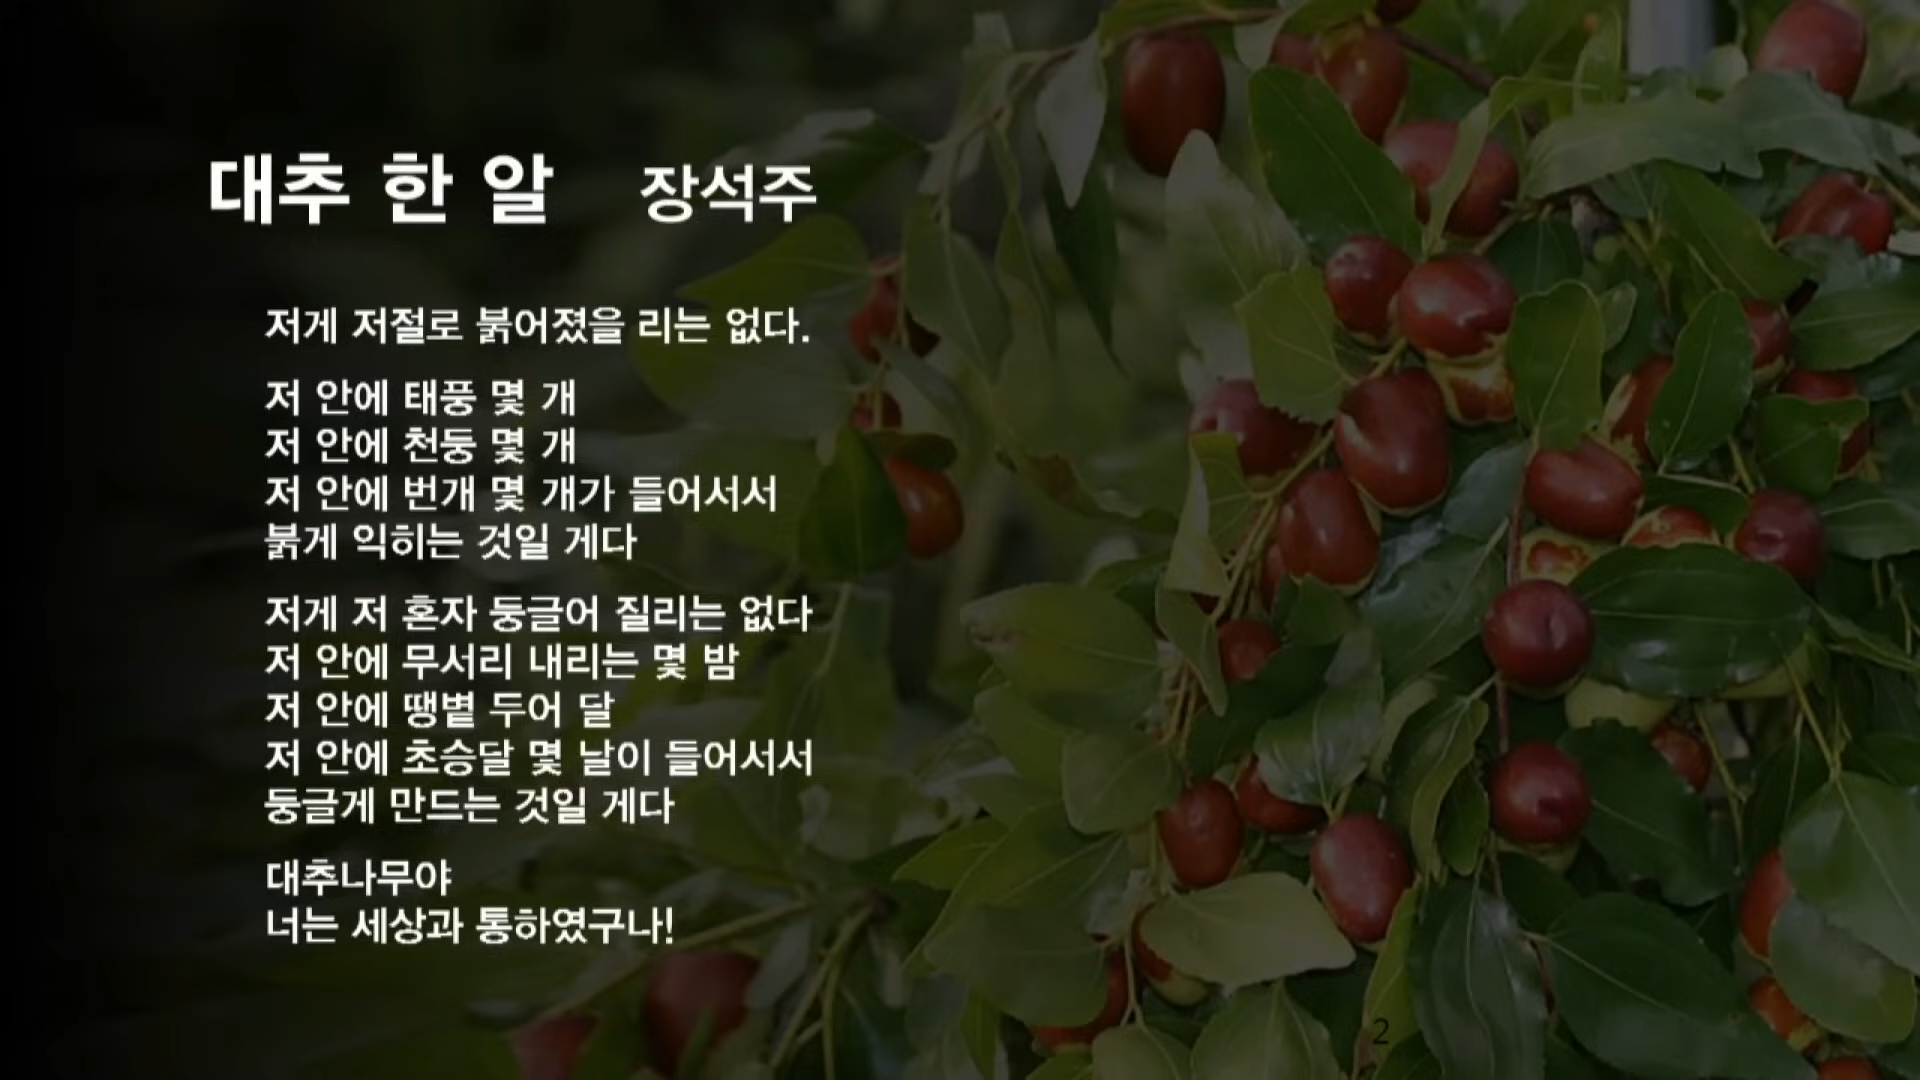 대추 한 알 장석주
저게 저절로 붉어졌을 리는 없다.
저 안에 태풍 몇 개
저 안에 천둥 몇 개
저 안에 번개 몇 개가 들어서서
붉게 익히는 것일 게다
저게 저 혼자 둥글어 질리는 없다
저 안에 무서리 내리는 몇 밤
저 안에 땡볕 두어 달
저 안에 초승달 몇 날이 들어서서
둥글게 만드는 것일 게다
대추나무야
너는 세상과 통하였구나!
2